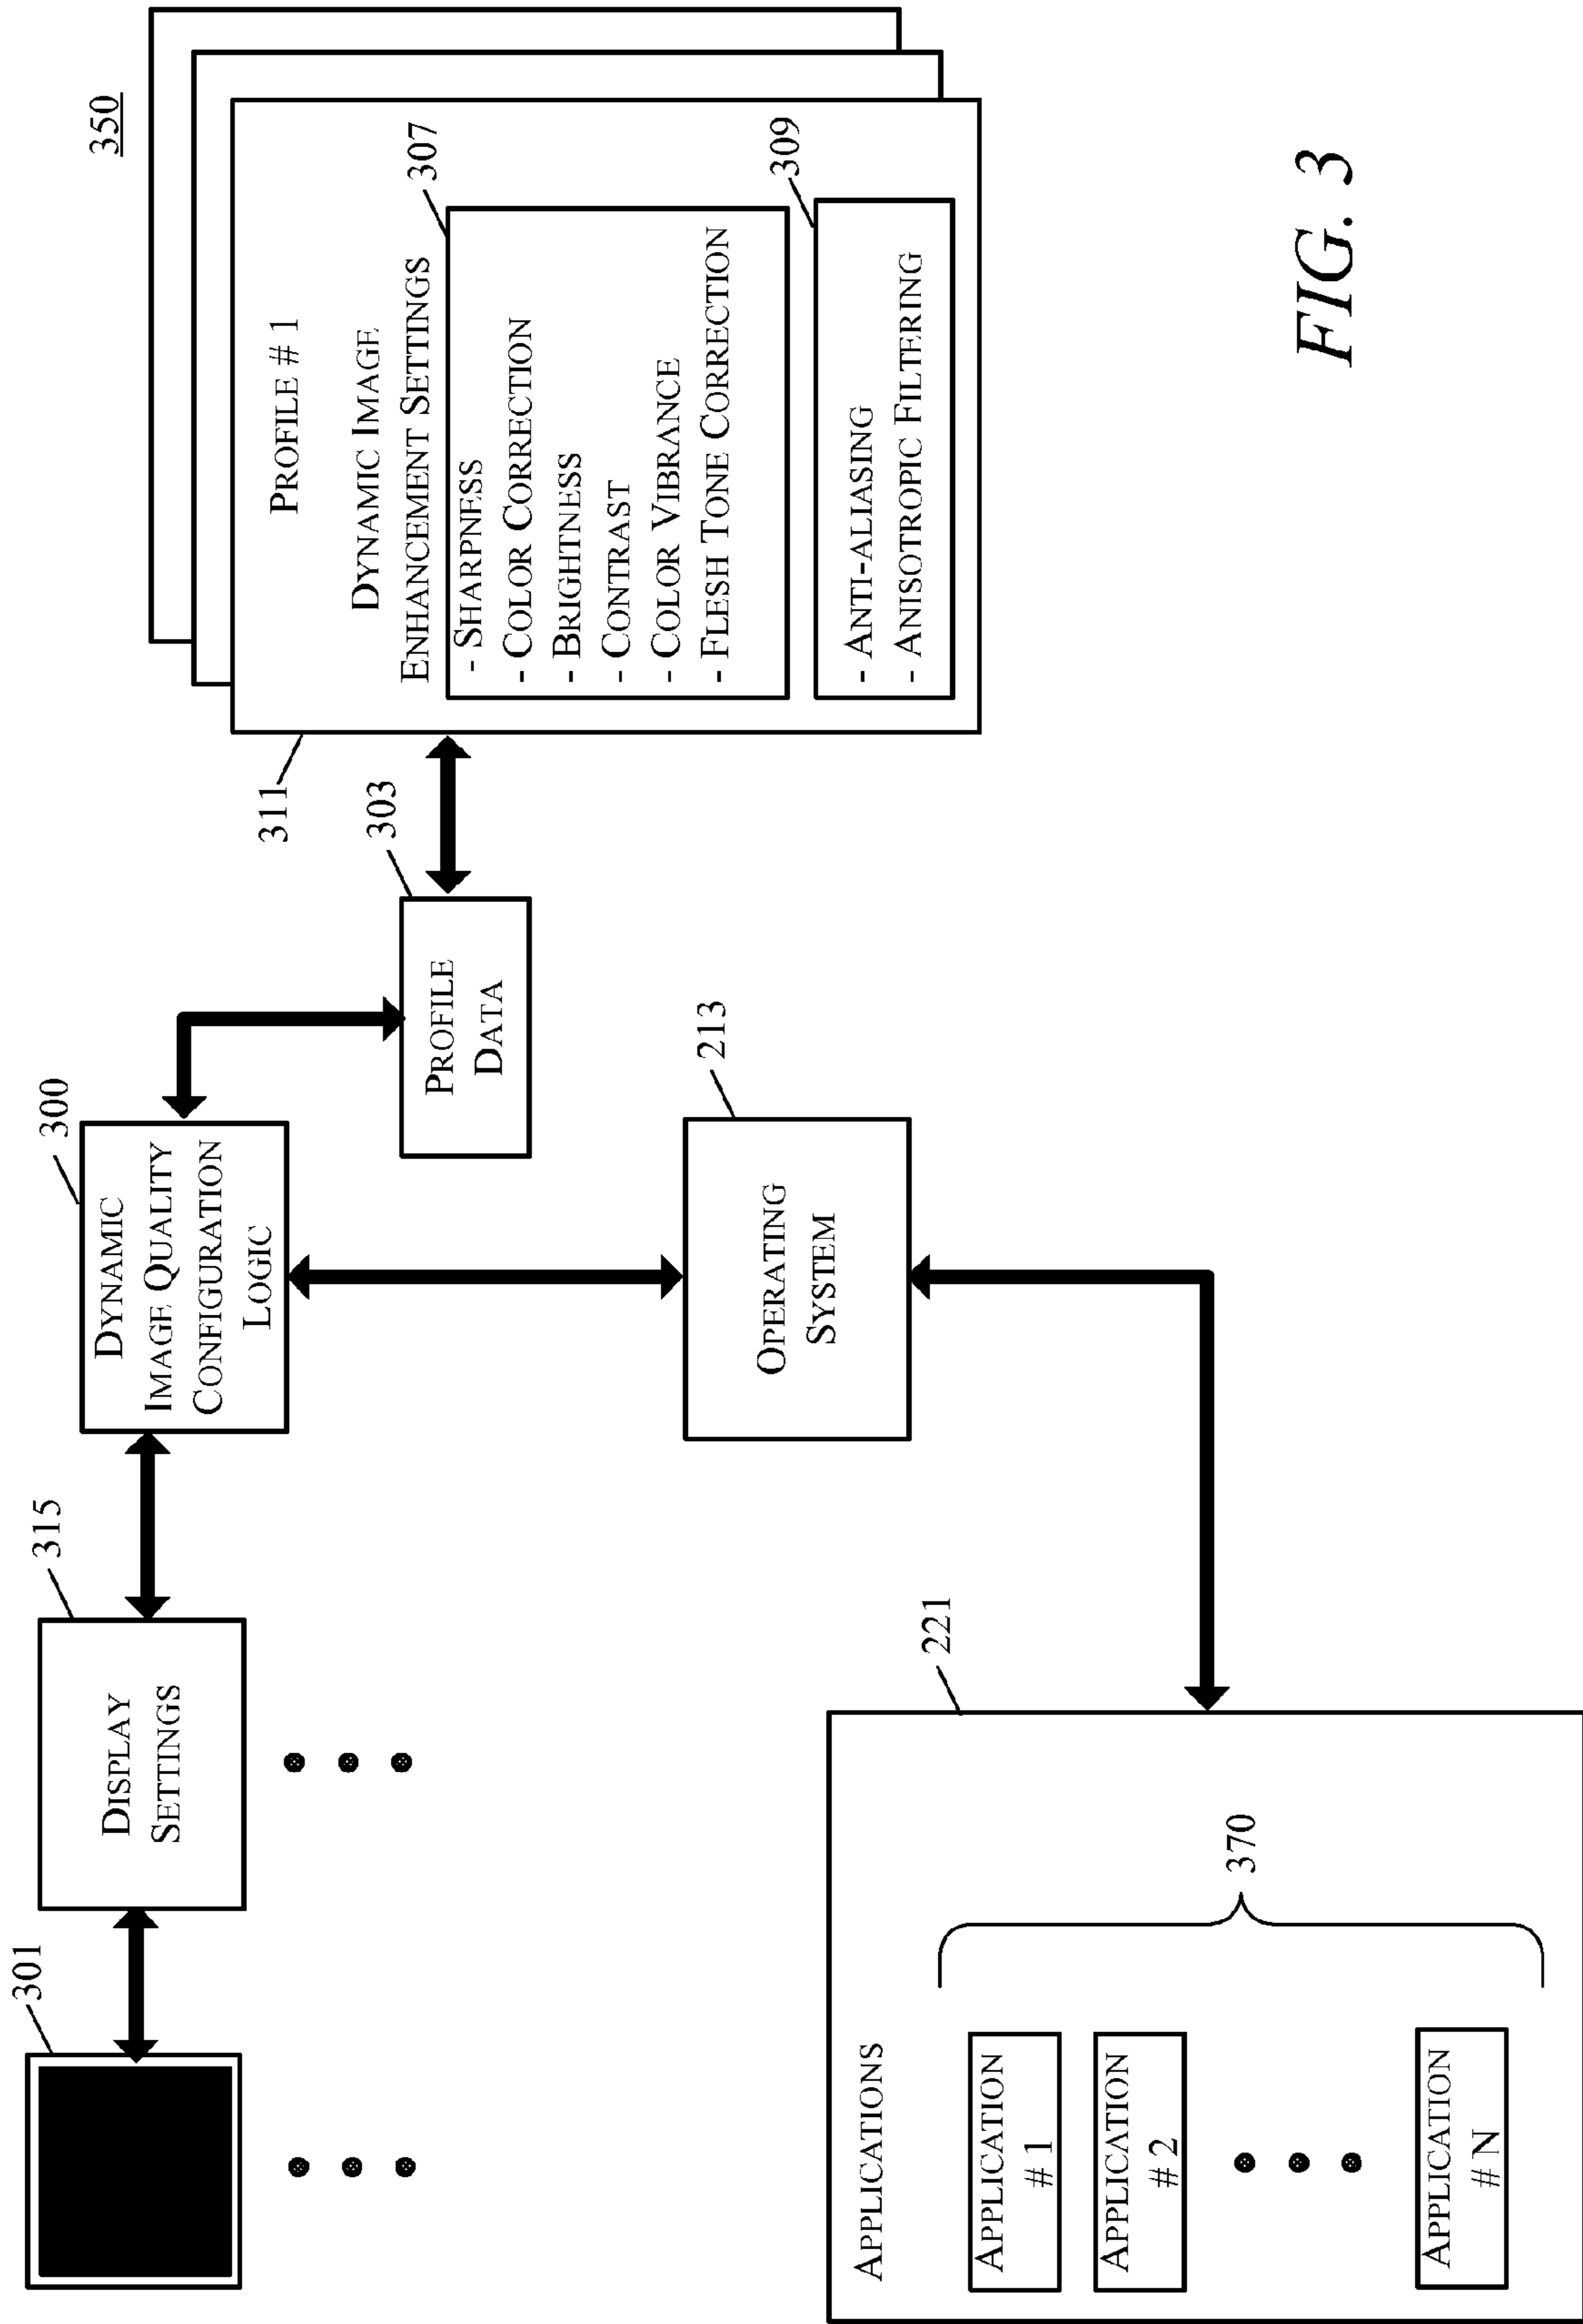 301
315
DISPLAY
SETTINGS
300
DYNAMIC
IMAGE QUALITY
CONFIGURATION
LOGIC
303
PROFILE
DATA
350
311
PROFILE # 1
DYNAMIC IMAGE
ENHANCEMENT SETTINGS
307
- SHARPNESS
- COLOR CORRECTION
- BRIGHTNESS
- CONTRAST
- COLOR VIBRANCE
- FLESH TONE CORRECTION
309
- ANTI-ALIASING
- ANISOTROPIC FILTERING
213
OPERATING
SYSTEM
221
APPLICATIONS
APPLICATION
# 1
APPLICATION
# 2
APPLICATION
# N
370
FIG. 3